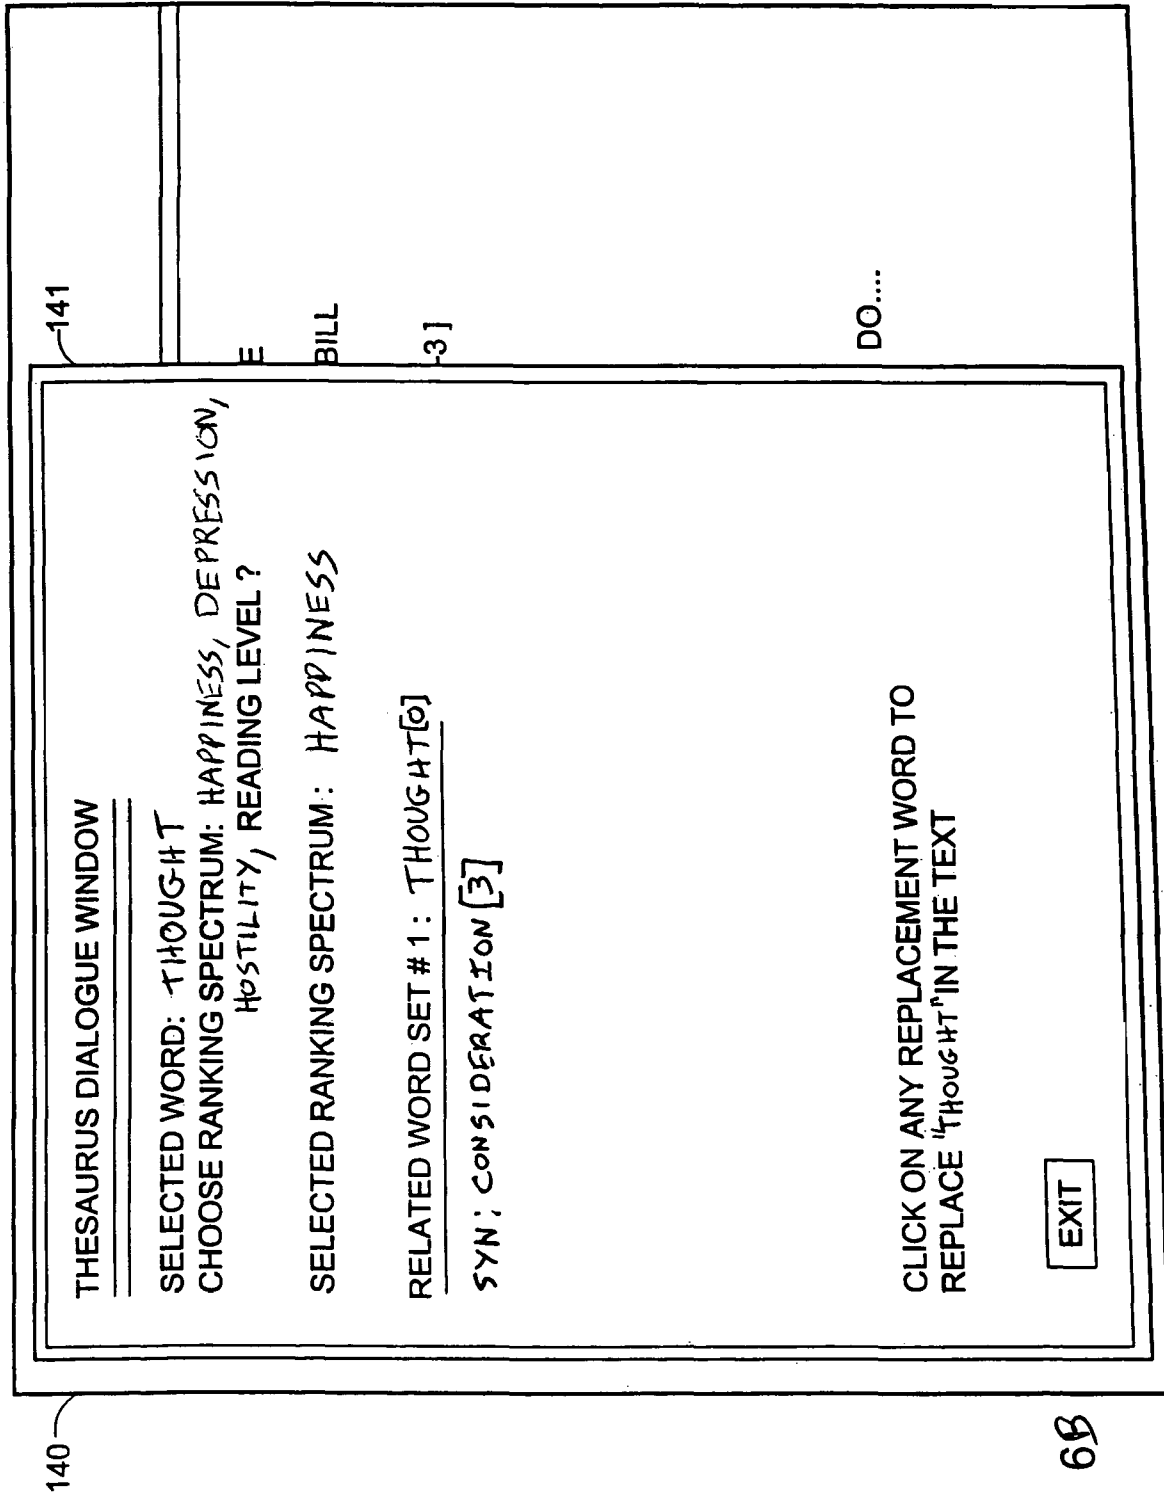 140
141
THESAURUS DIALOGUE WINDOW
SELECTED WORD: THOUGHT
CHOOSE RANKING SPECTRUM: HAPPINESS, DEPRESSION,
HOSTILITY, READING LEVEL ?
E
SELECTED RANKING SPECTRUM: HAPPINESS
BILL
RELATED WORD SET # 1 : THOUGHT[0]
-3 ]
SYN; CONSIDERATION [3]
DO....
CLICK ON ANY REPLACEMENT WORD TO
REPLACE "THOUGHT" IN THE TEXT
EXIT
6B